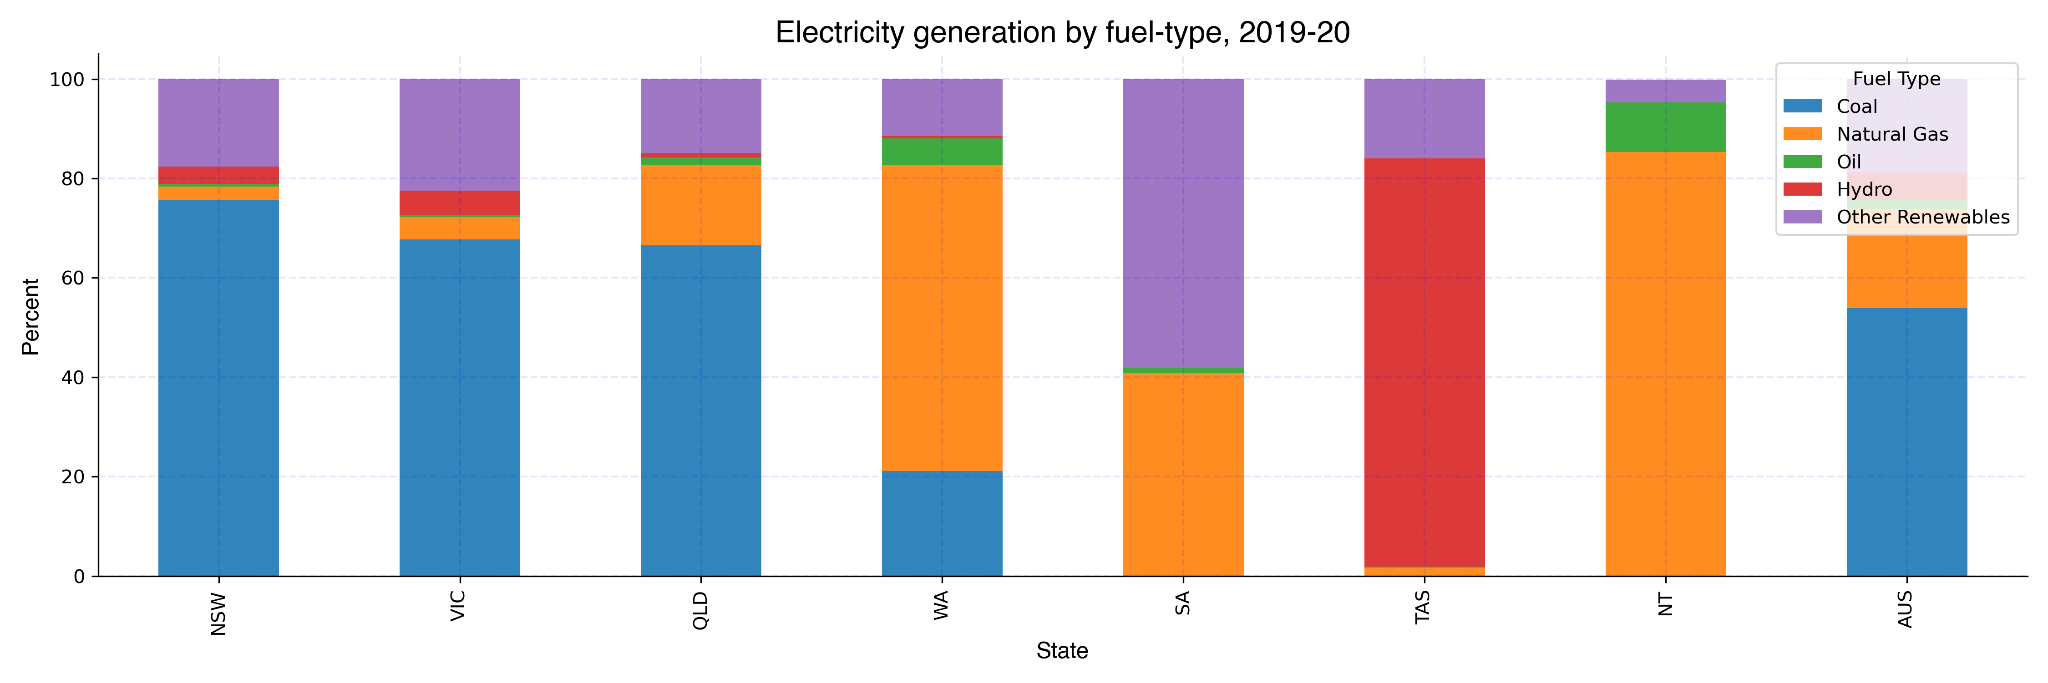 Electricity generation by fuel-type, 2019-20
Percent
100
80
60
40
20
0
Fuel Type
Coal
Natural Gas
Oil
Hydro
Other Renewables
NSW
VIC
QLD
WA
SA
TAS
NT
AUS
State